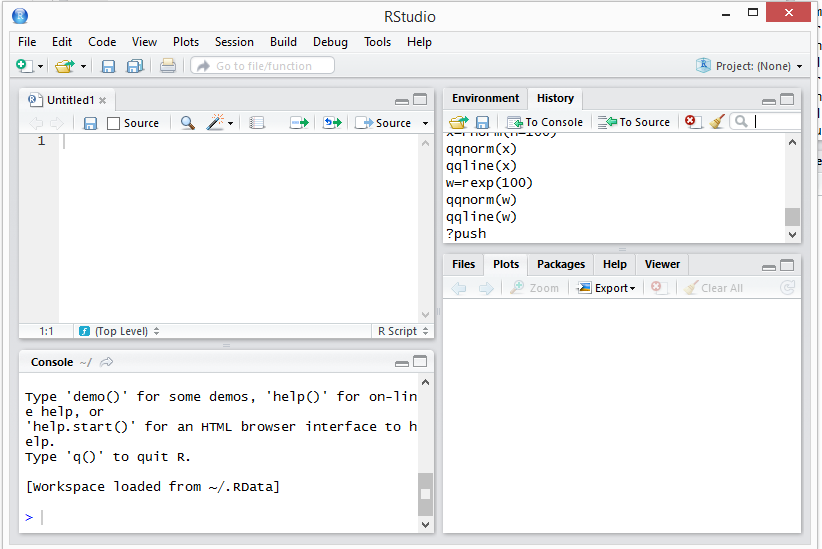 RStudio
File Edit Code View Plots Session Build Debug Tools Help
Go to file/function
Project: (None)
Untitled1
Source Source
1
1:1 (Top Level) R Script
Console ~/
Type 'demo()' for some demos, 'help()' for on-lin
e help, or
'help.start()' for an HTML browser interface to h
elp.
Type 'q()' to quit R.
[Workspace loaded from ~/.RData]
>
Environment History
To Console To Source
x=rnorm(n=100)
qqnorm(x)
qqline(x)
w=rexp(100)
qqnorm(w)
qqline(w)
?push
Files Plots Packages Help Viewer
Zoom Export Clear All